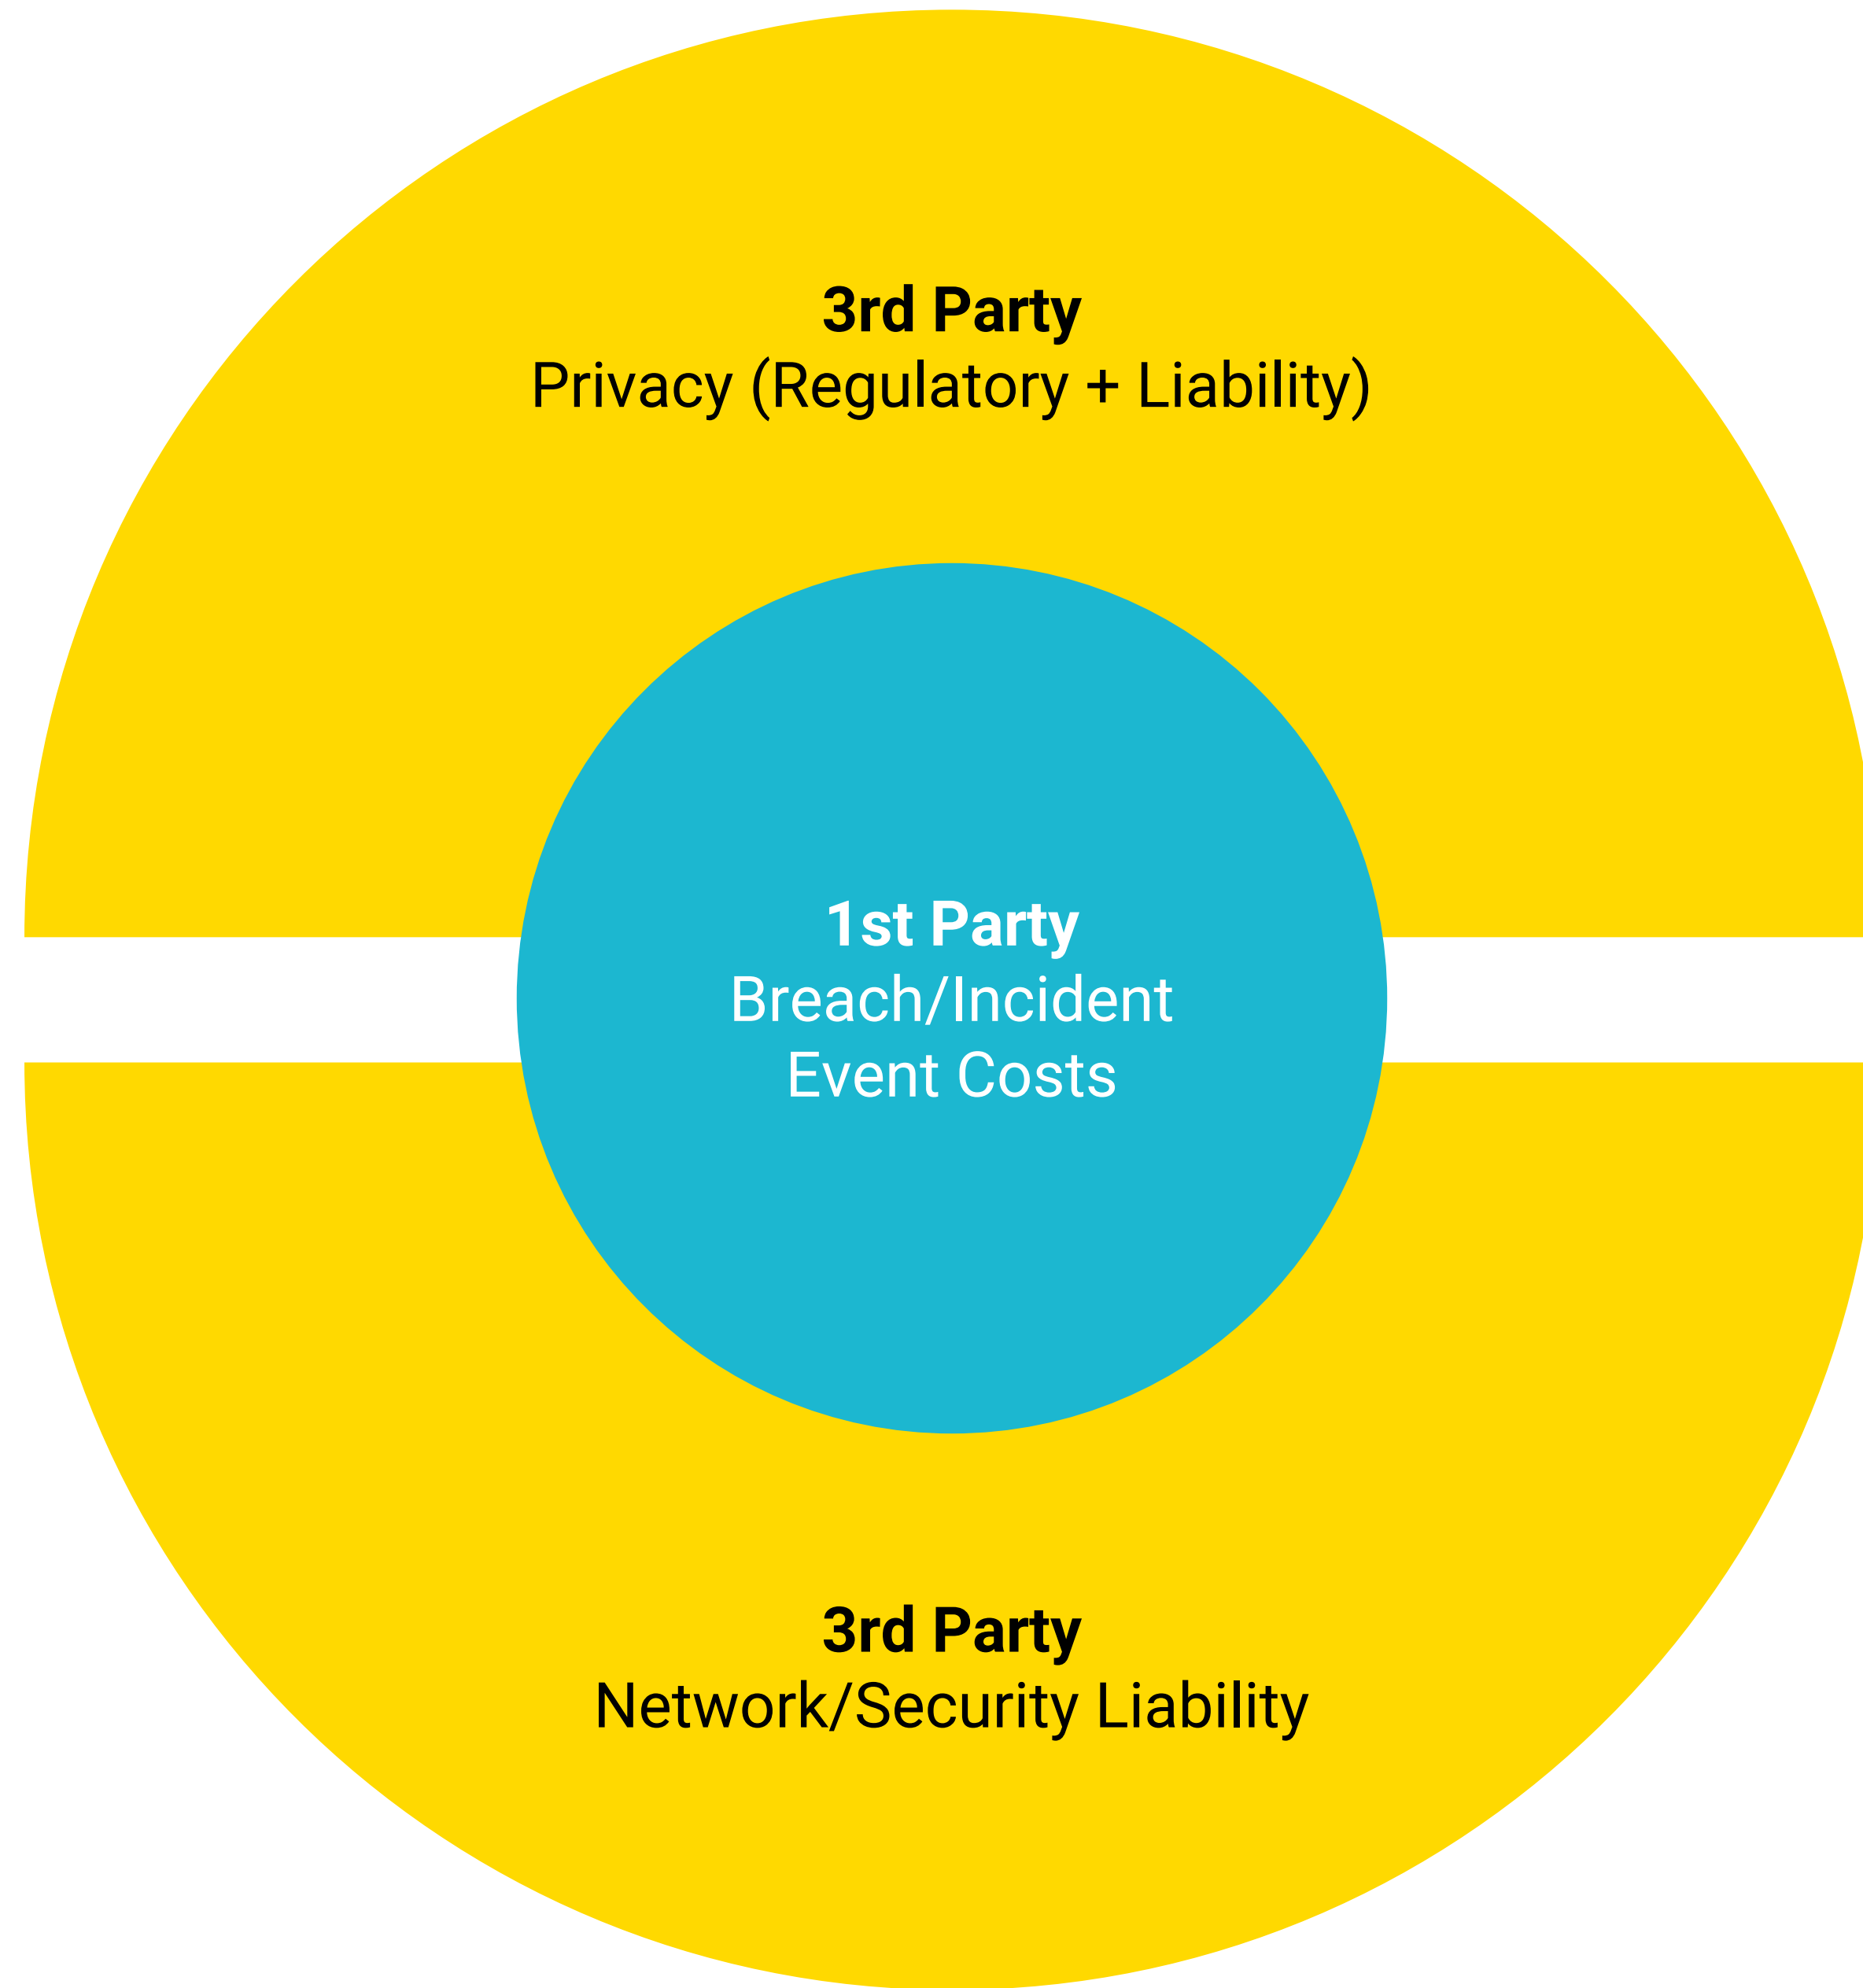 3rd Party
Privacy (Regulatory + Liability)
1st Party
Breach/Incident
Event Costs
3rd Party
Network/Security Liability